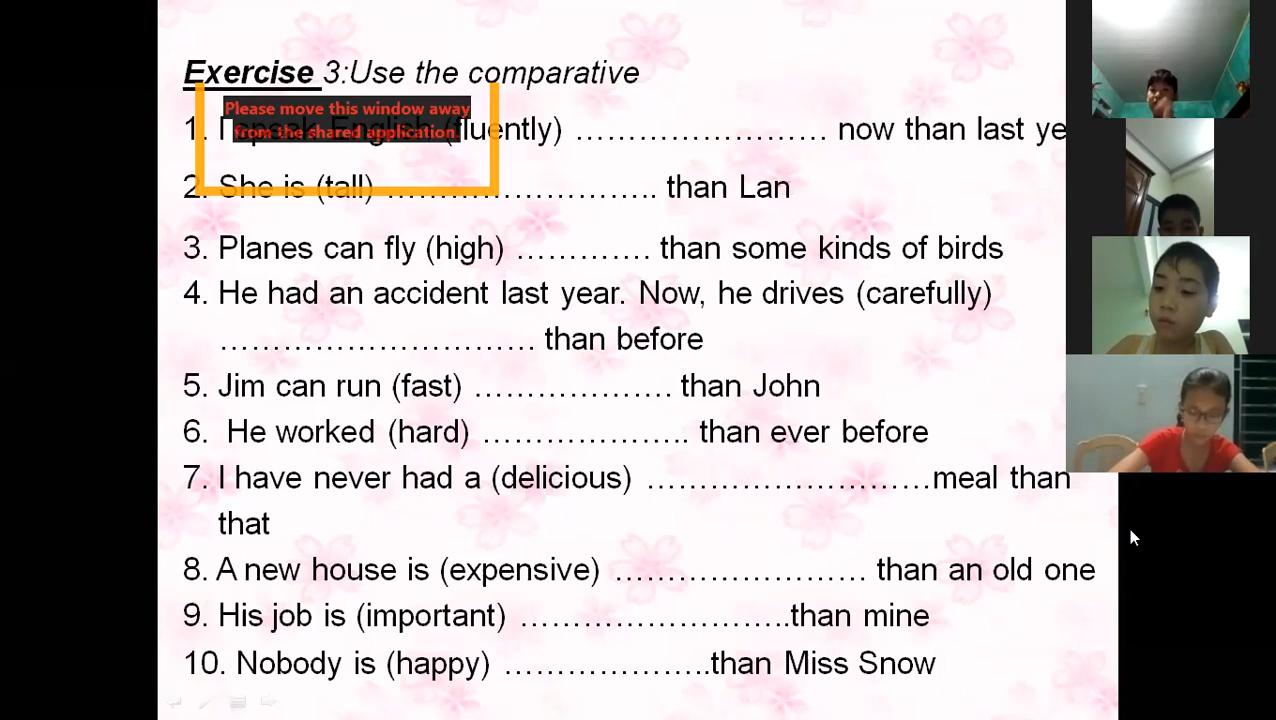 Exercise 3:Use the comparative
Please move this window away
from the shared application.
1. I speak English (fluently) ……………………… now than last ye
2. She is (tall) …………………….. than Lan
3. Planes can fly (high) …………. than some kinds of birds
4. He had an accident last year. Now, he drives (carefully)
………………………… than before
5. Jim can run (fast) ………………. than John
6. He worked (hard) ……………….. than ever before
7. I have never had a (delicious) ………………………meal than
that
8. A new house is (expensive) …………………… than an old one
9. His job is (important) ……………………..than mine
10. Nobody is (happy) ………………..than Miss Snow